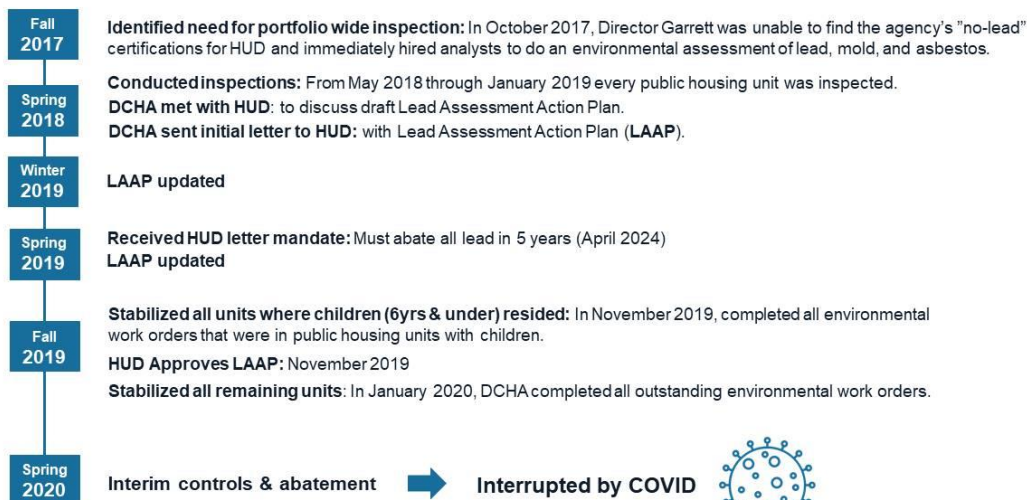 Fall
2017
Identified need for portfolio wide inspection: In October 2017, Director Garrett was unable to find the agency's "no-lead"
certifications for HUD and immediately hired analysts to do an environmental assessment of lead, mold, and asbestos.
Spring
2018
Conducted inspections: From May 2018 through January 2019 every public housing unit was inspected.
DCHA met with HUD: to discuss draft Lead Assessment Action Plan.
DCHA sent initial letter to HUD: with Lead Assessment Action Plan (LAAP).
Winter
2019
LAAP updated
Spring
2019
Received HUD letter mandate: Must abate all lead in 5 years (April 2024)
LAAP updated
Fall
2019
Stabilized all units where children (6yrs & under) resided: In November 2019, completed all environmental
work orders that were in public housing units with children.
HUD Approves LAAP: November 2019
Stabilized all remaining units: In January 2020, DCHA completed all outstanding environmental work orders.
Spring
2020
Interim controls & abatement
Interrupted by COVID